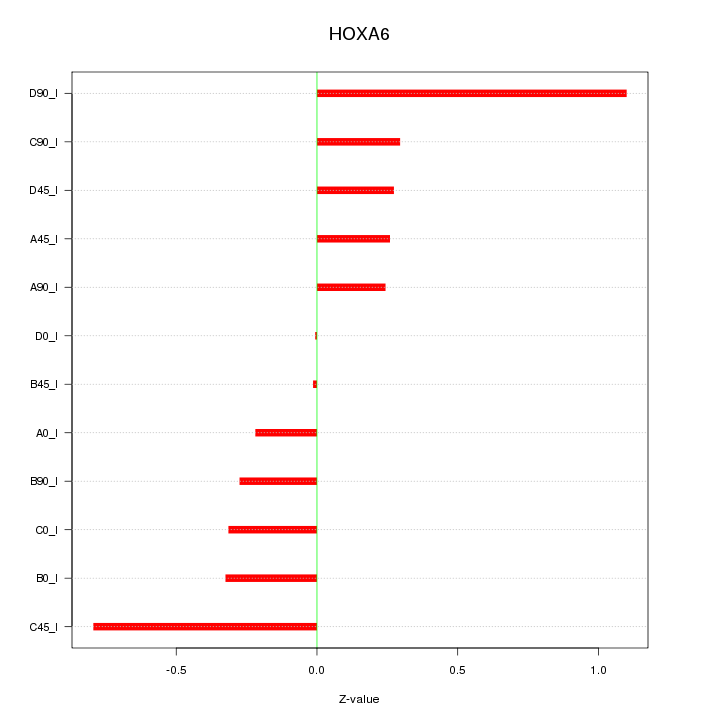 HOXA6
D90_I
C90_I
D45_I
A45_I
A90_I
D0_I
B45_I
A0_I
B90_I
C0_I
B0_I
C45_I
-0.5 0.0 0.5 1.0
Z-value